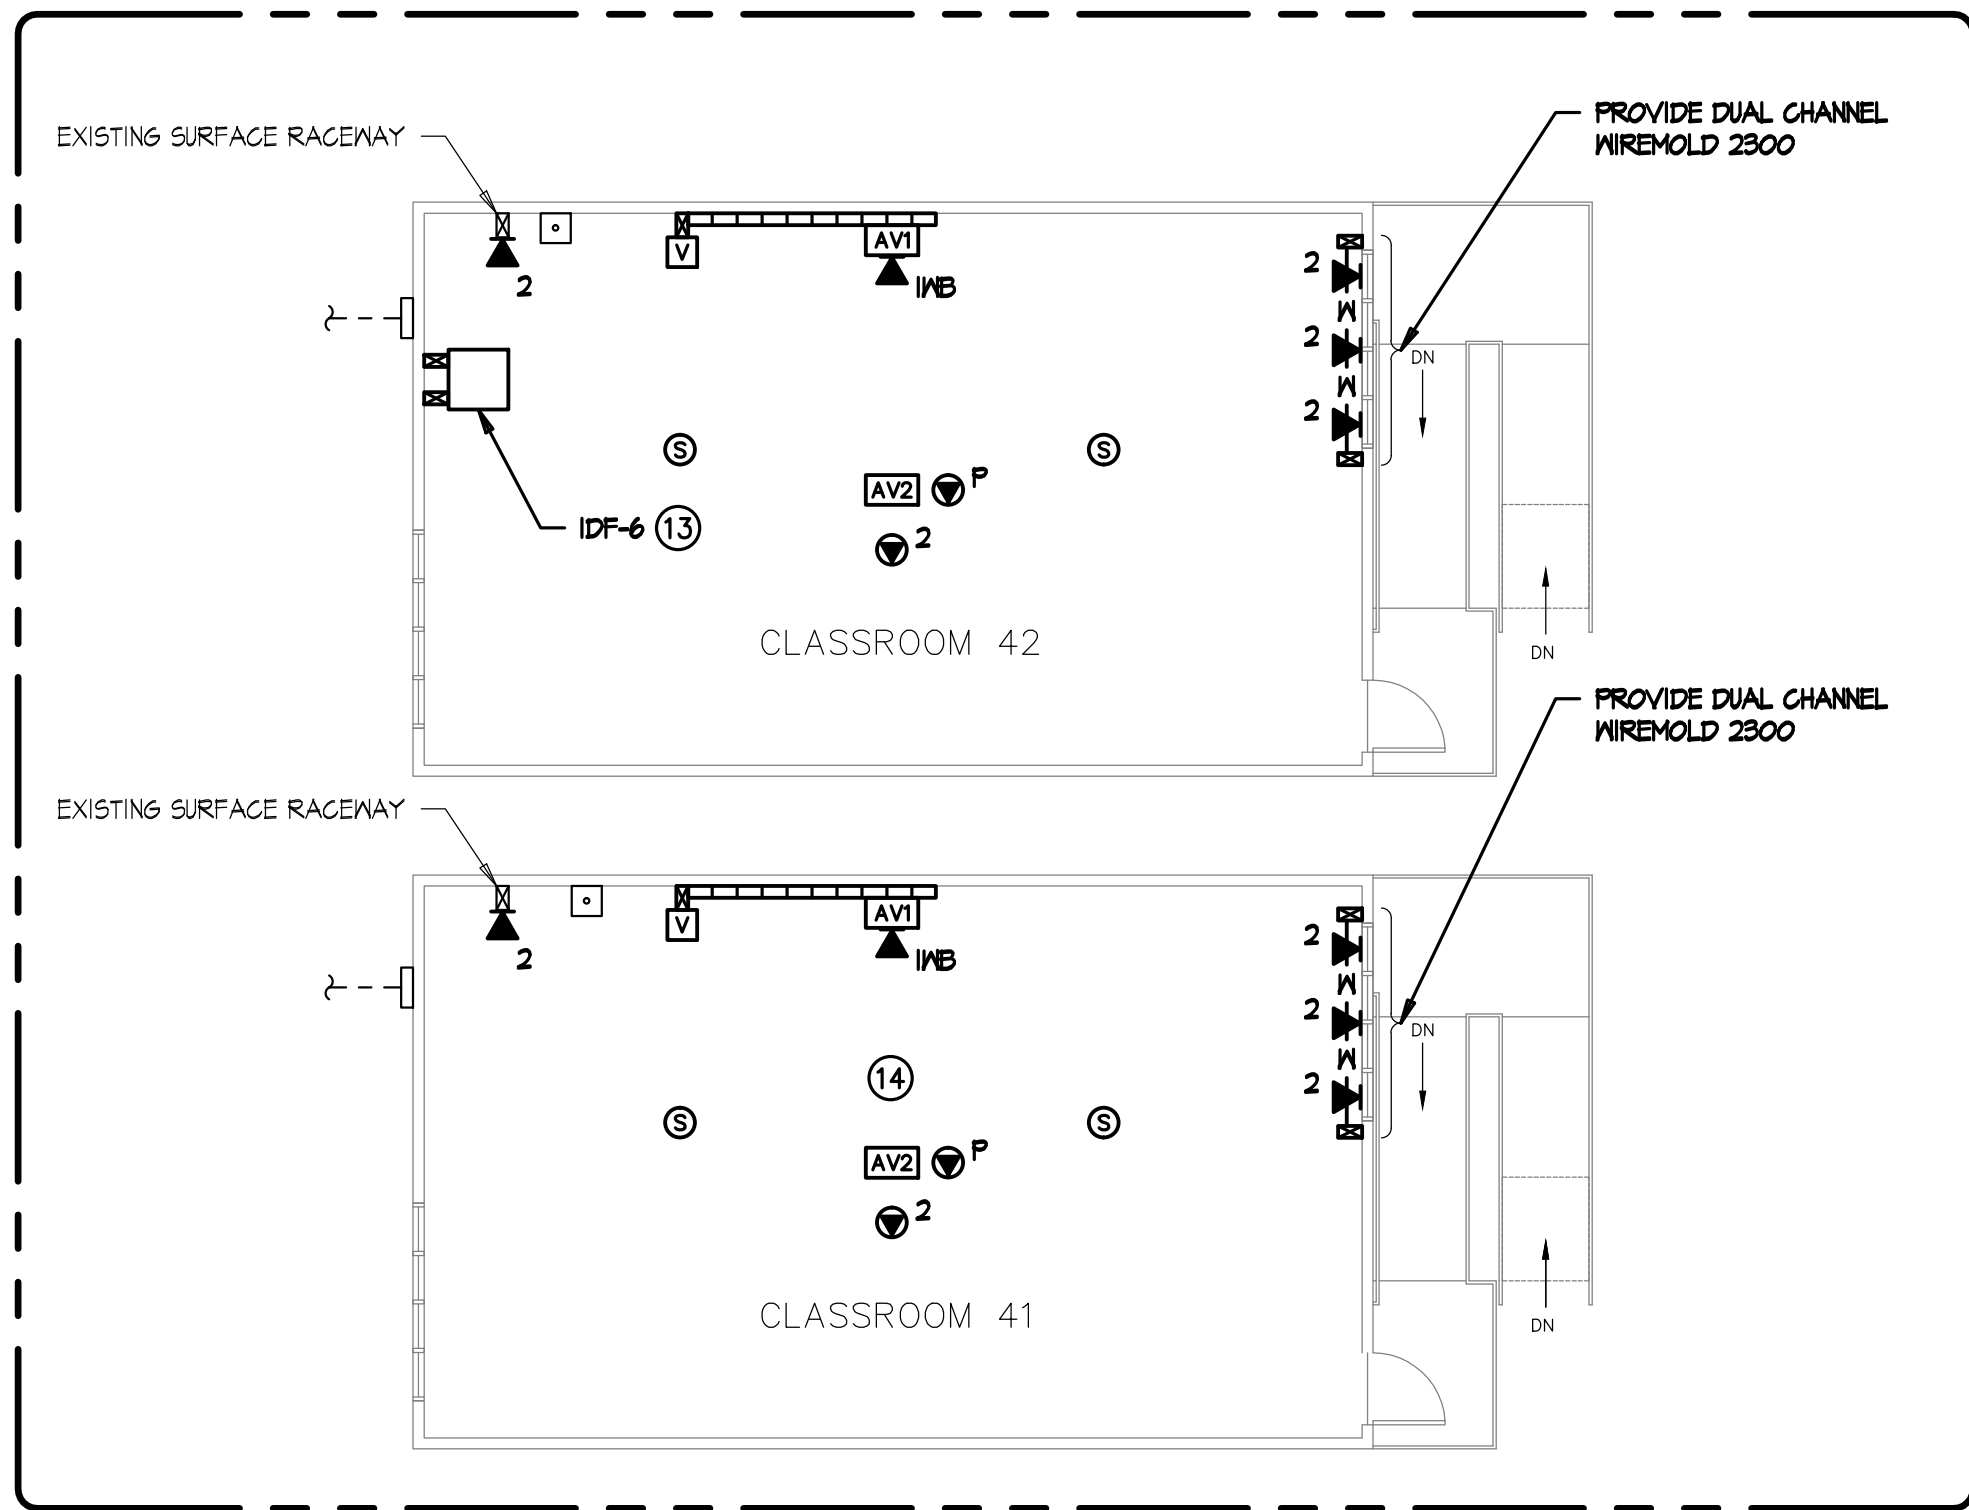 EXISTING SURFACE RACEWAY
PROVIDE DUAL CHANNEL
WIREMOLD 2300
V
AV1
2
IWB
2
W
2
W
2
DN
S
S
AV2
P
IDF-6
13
2
CLASSROOM 42
DN
PROVIDE DUAL CHANNEL
WIREMOLD 2300
EXISTING SURFACE RACEWAY
V
AV1
2
IWB
2
W
2
W
2
DN
14
S
S
AV2
P
2
CLASSROOM 41
DN